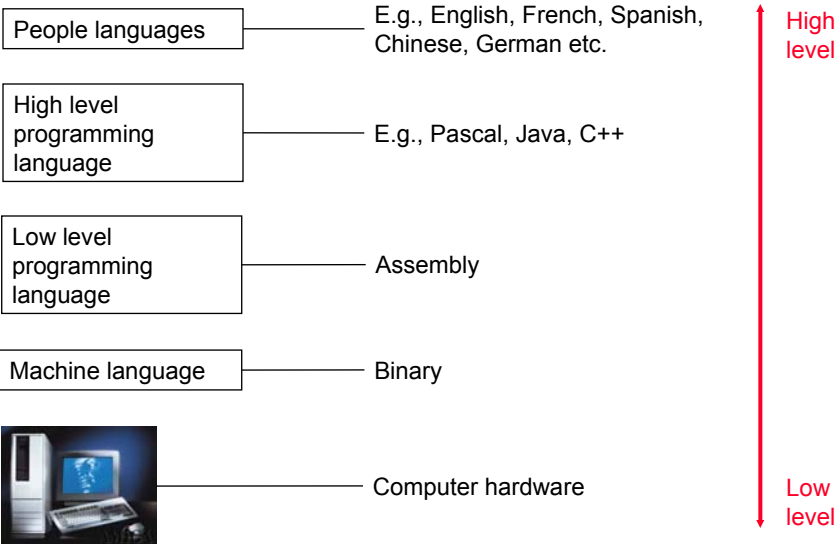 People languages
E.g., English, French, Spanish,
Chinese, German etc.
High
level
High level
programming
language
E.g., Pascal, Java, C++
Low level
programming
language
Assembly
Machine language
Binary
Computer hardware
Low
level